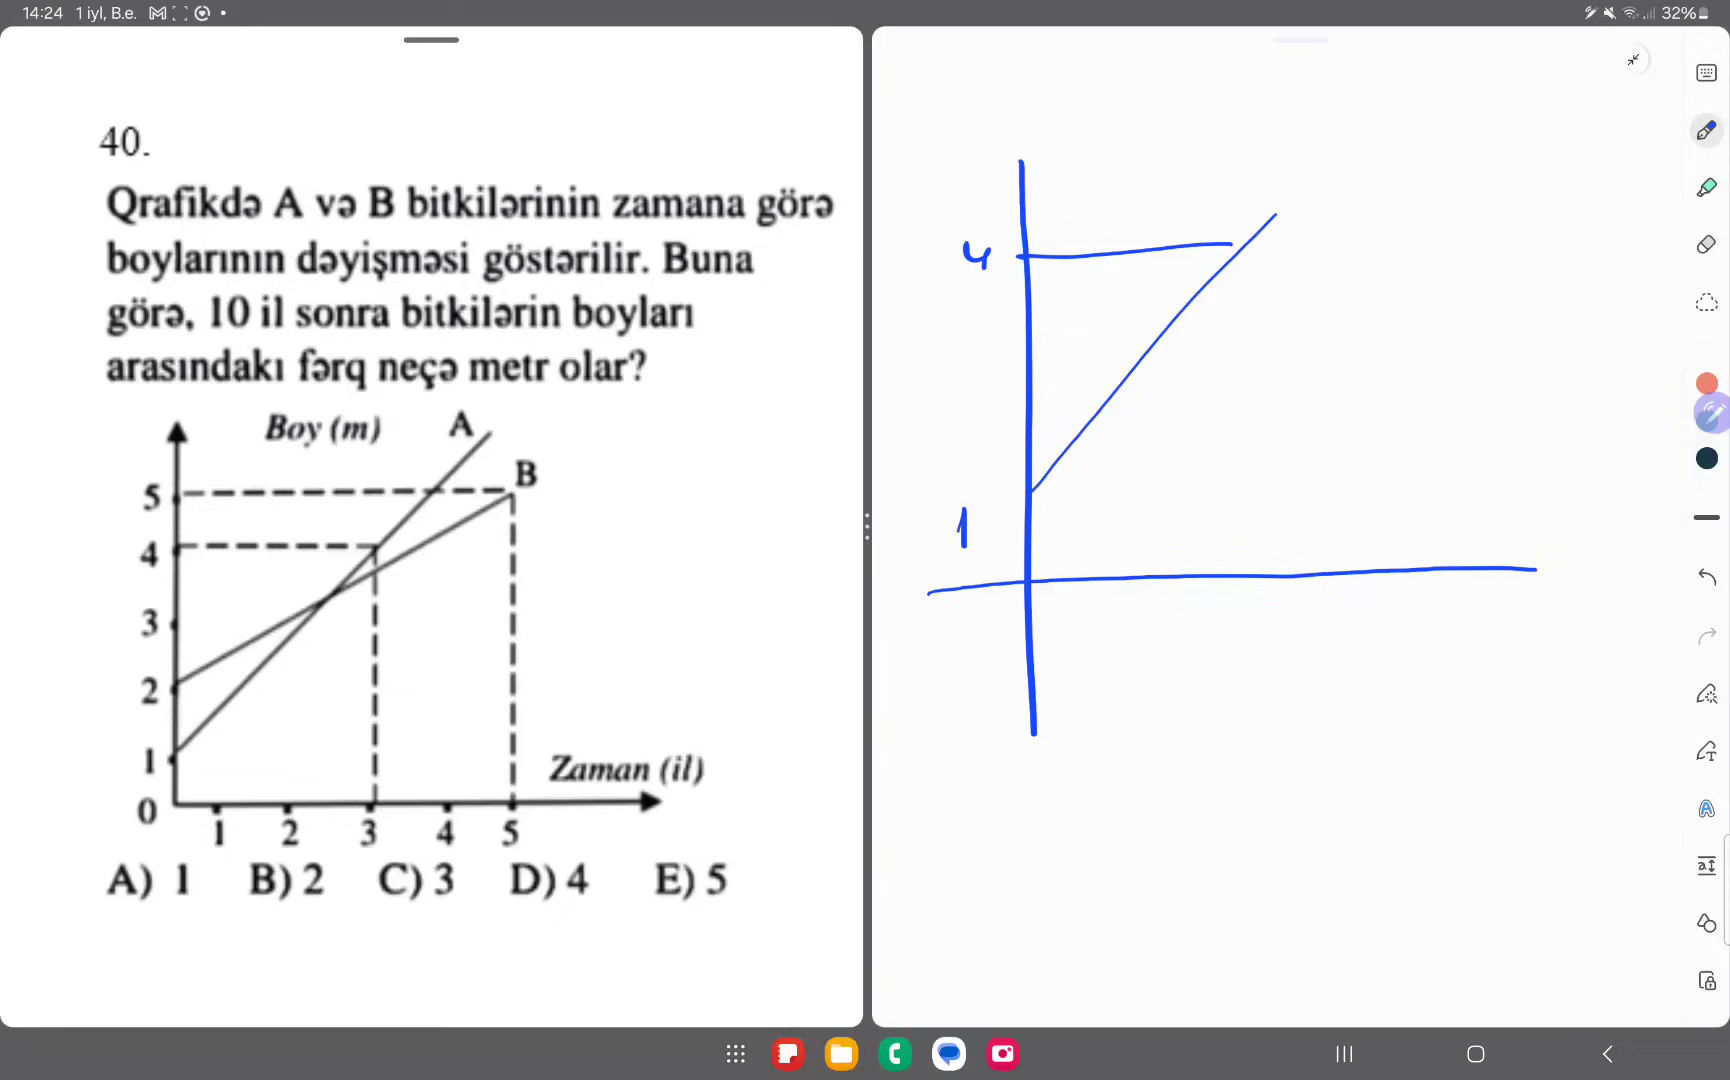 14:24 1 iyl, B.e.
32%
40.
Qrafikdə A və B bitkilərinin zamana görə
boylarının dəyişməsi göstərilir. Buna
görə, 10 il sonra bitkilərin boyları
arasındakı fərq neçə metr olar?
Boy (m)
A
B
5
4
3
2
1
0
Zaman (il)
1 2 3 4 5
A) 1 B) 2 C) 3 D) 4 E) 5
4
1